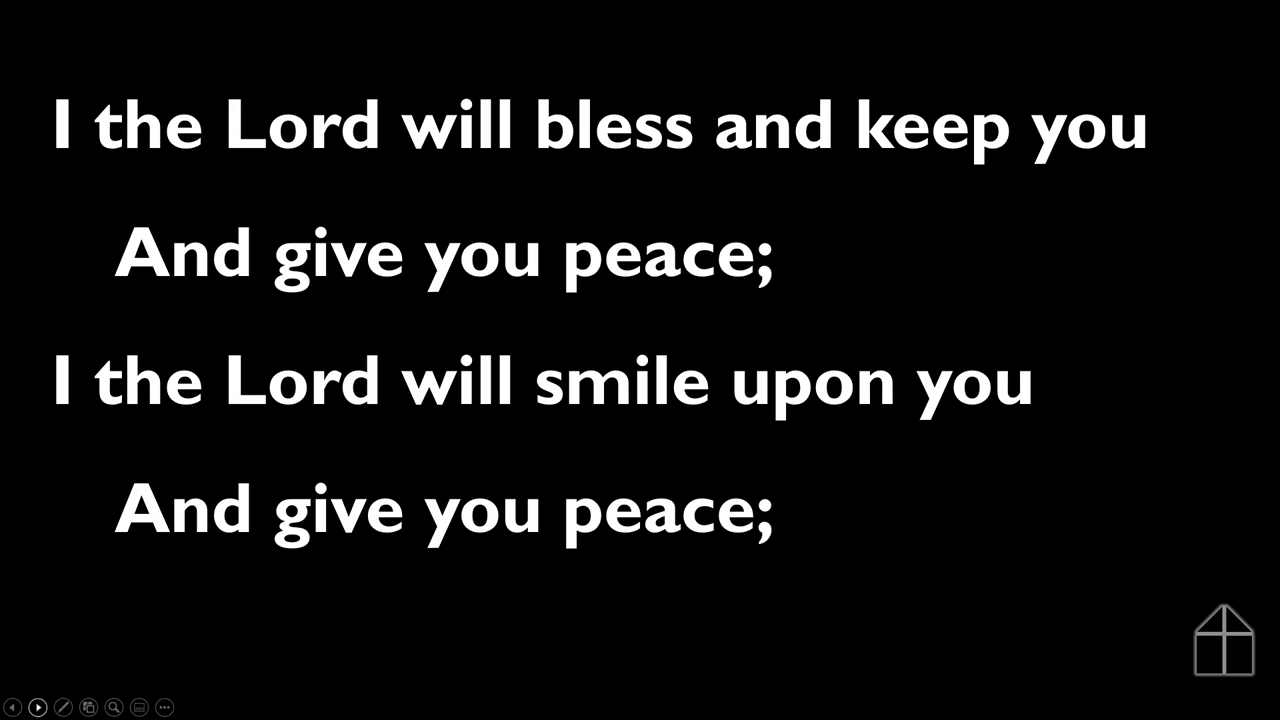 I the Lord will bless and keep you
And give you peace;
I the Lord will smile upon you
And give you peace;